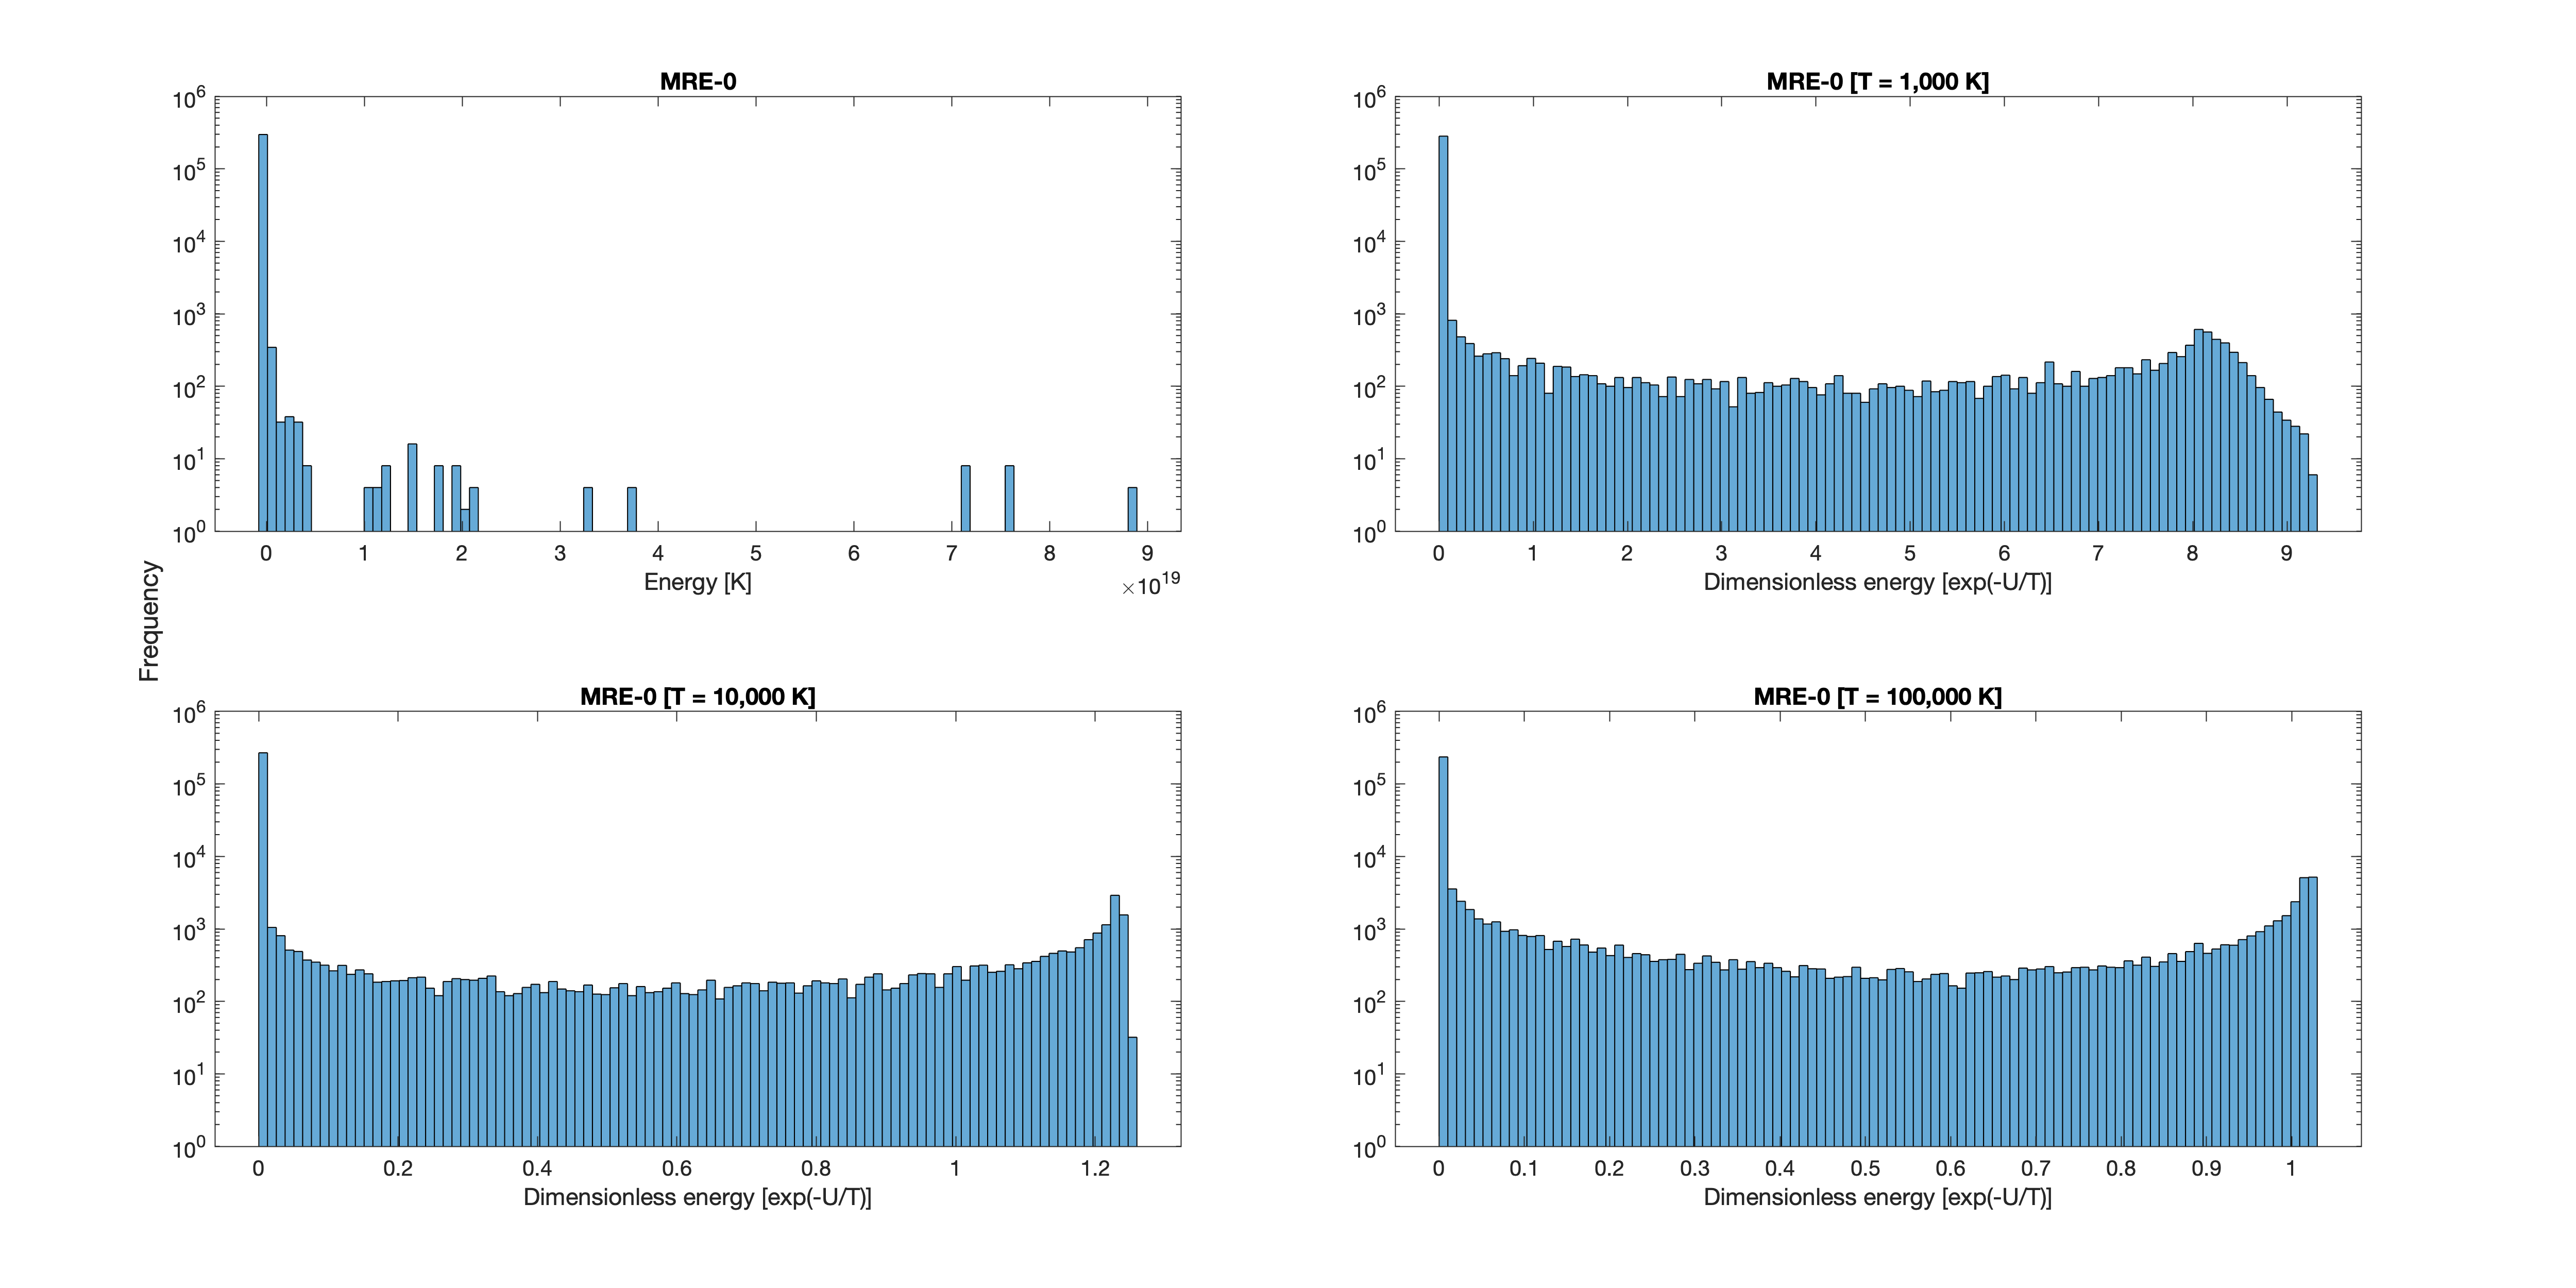 MRE-0
10^6
10^5
10^4
10^3
10^2
10^1
10^0
0 1 2 3 4 5 6 7 8 9
Energy [K]
×10^19
MRE-0 [T = 1,000 K]
10^6
10^5
10^4
10^3
10^2
10^1
10^0
0 1 2 3 4 5 6 7 8 9
Dimensionless energy [exp(-U/T)]
Frequency
MRE-0 [T = 10,000 K]
10^6
10^5
10^4
10^3
10^2
10^1
10^0
0 0.2 0.4 0.6 0.8 1 1.2
Dimensionless energy [exp(-U/T)]
MRE-0 [T = 100,000 K]
10^6
10^5
10^4
10^3
10^2
10^1
10^0
0 0.1 0.2 0.3 0.4 0.5 0.6 0.7 0.8 0.9 1
Dimensionless energy [exp(-U/T)]